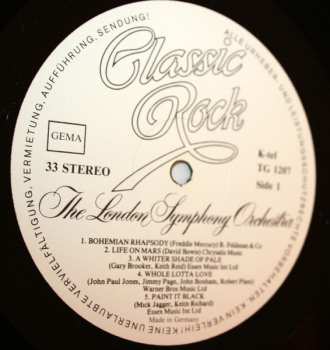 KEINE UNERLAUBTE VERVIELFÄLTIGUNG, VERMIETUNG, AUFFÜHRUNG, SENDUNG!
ALLE URHEBER- UND LEISTUNGSSCHUTZRECHTE VORBEHALTEN. KEIN VERLEIH!
Classic
Rock
GEMA
33 STEREO
K-tel
TG 1207
Side 1
The London Symphony Orchestra
1. BOHEMIAN RHAPSODY (Freddie Mercury) B. Feldman & Co
2. LIFE ON MARS (David Bowie) Chrysalis Music
3. A WHITER SHADE OF PALE
(Gary Brooker, Keith Reid) Essex Music Int Ltd
4. WHOLE LOTTA LOVE
(John Paul Jones, Jimmy Page, John Bonham, Robert Plant)
Warner Bros Music Ltd
5. PAINT IT BLACK
(Mick Jagger, Keith Richard)
Essex Music Int Ltd
Made in Germany